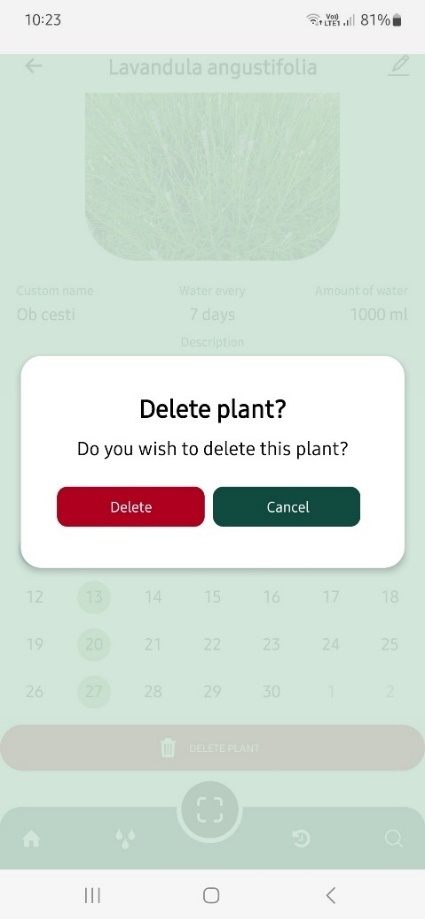 10:23
Vo)) LTE1 81%
Lavandula angustifolia
Custom name Water every Amount of water
Ob cesti 7 days 1000 ml
Description
Delete plant?
Do you wish to delete this plant?
Delete Cancel
12 13 14 15 16 17 18
19 20 21 22 23 24 25
26 27 28 29 30 1 2
DELETE PLANT